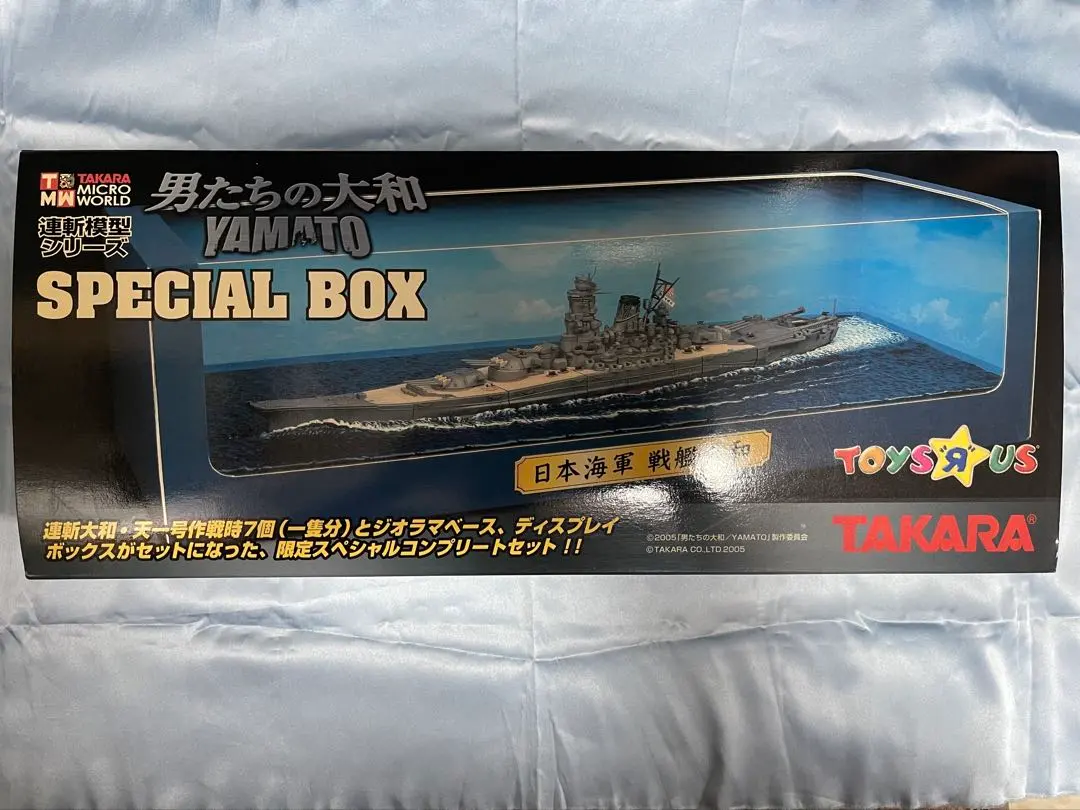 TMW
TAKARA
MICRO
WORLD
連斬模型
シリーズ
男たちの大和
YAMATO
SPECIAL BOX
日本海軍 戦艦
TOYSЯUS
TAKARA®
連斬大和・天一号作戦時7個(一隻分)とジオラマベース、ディスプレイ
ボックスがセットになった、限定スペシャルコンプリートセット!!
©2005「男たちの大和/YAMATO」製作委員会
©TAKARA CO.,LTD.2005